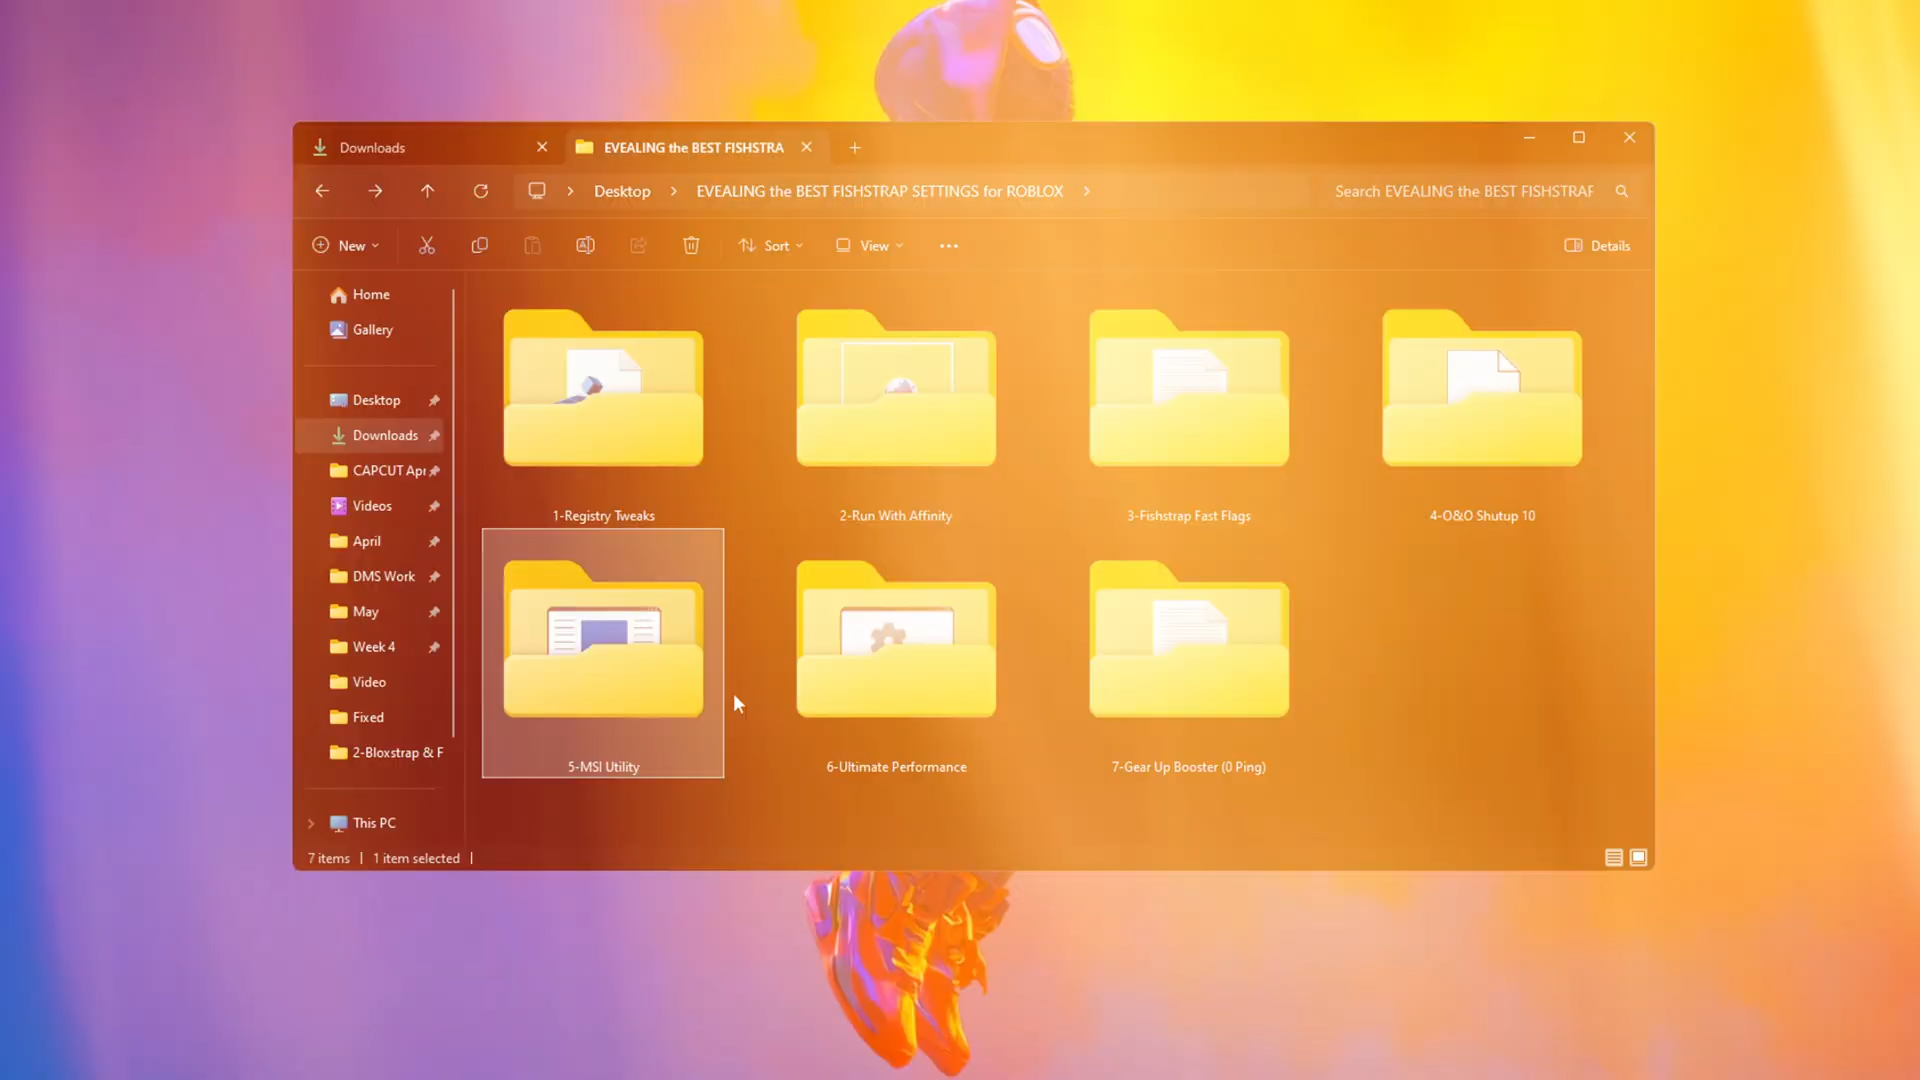 Downloads
EVEALING the BEST FISHSTRA
Desktop
EVEALING the BEST FISHSTRAP SETTINGS for ROBLOX
Search EVEALING the BEST FISHSTRAF
New
Sort
View
Details
Home
Gallery
Desktop
Downloads
CAPCUT Apr
Videos
April
DMS Work
May
Week 4
Video
Fixed
2-Bloxstrap & F
This PC
1-Registry Tweaks
2-Run With Affinity
3-Fishstrap Fast Flags
4-O&O Shutup 10
5-MSI Utility
6-Ultimate Performance
7-Gear Up Booster (0 Ping)
7 items
1 item selected